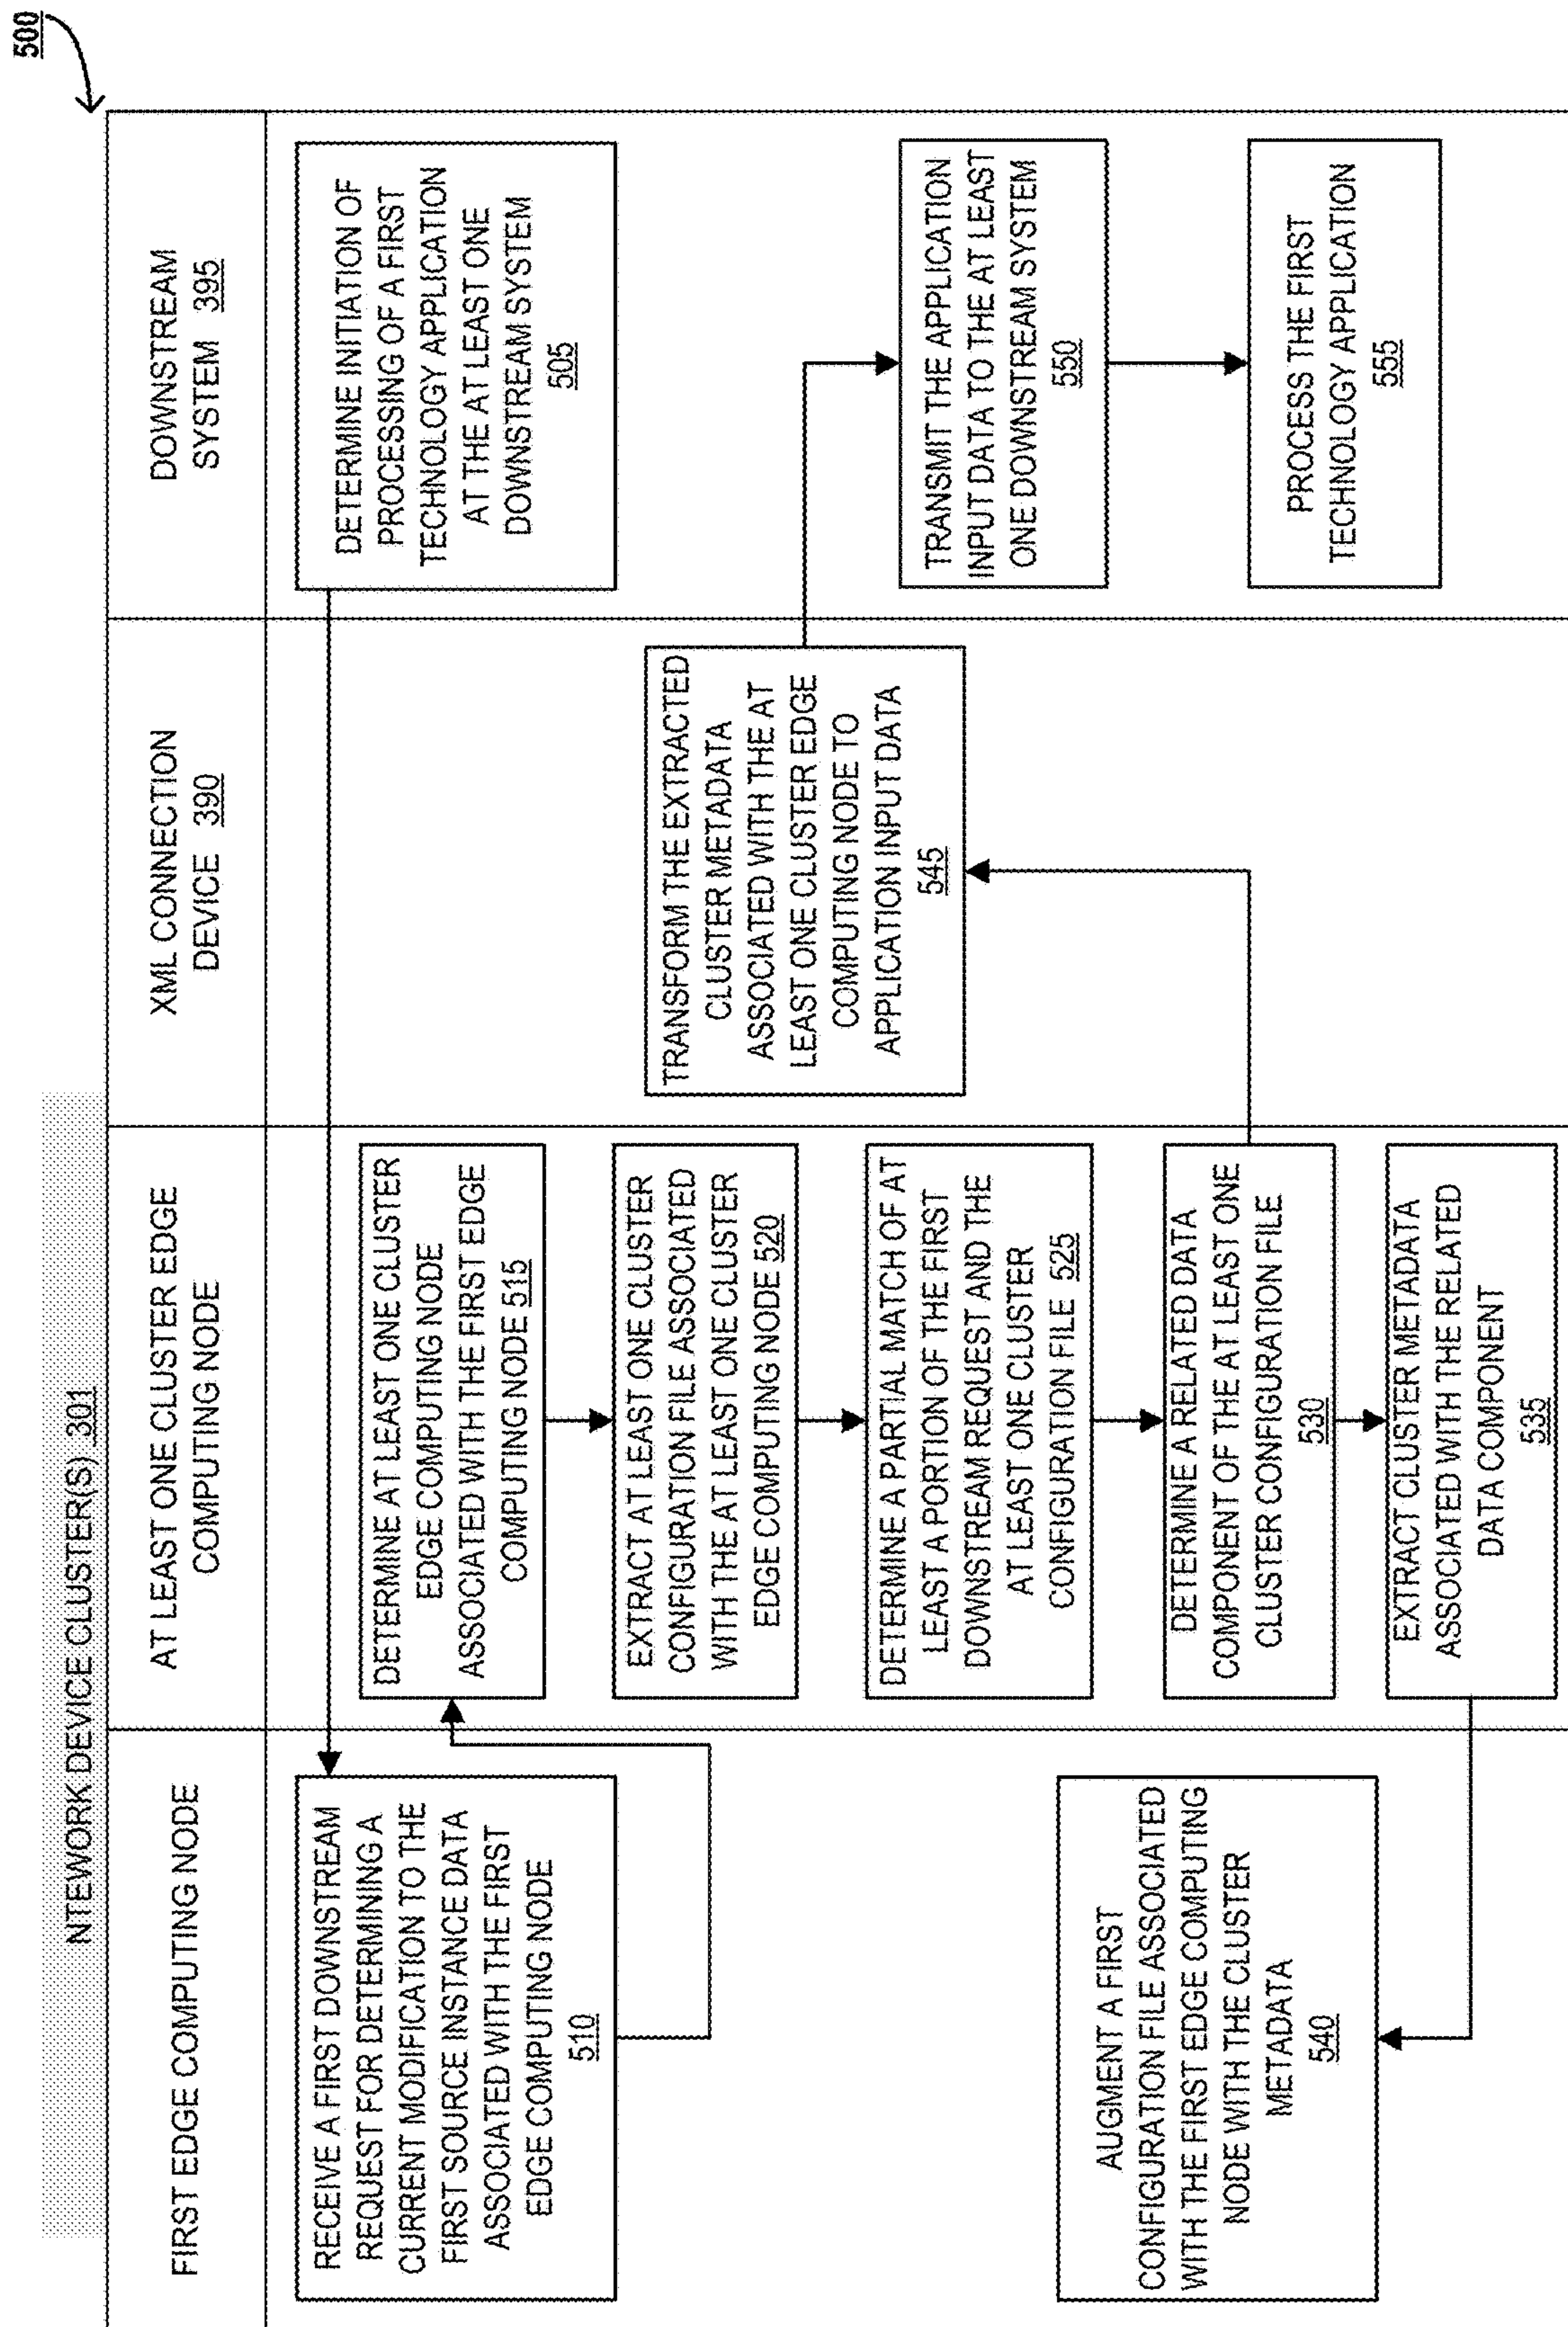 500
NTEWORK DEVICE CLUSTER(S) 301
FIRST EDGE COMPUTING NODE
AT LEAST ONE CLUSTER EDGE
COMPUTING NODE
XML CONNECTION
DEVICE 390
DOWNSTREAM
SYSTEM 395
DETERMINE INITIATION OF
PROCESSING OF A FIRST
TECHNOLOGY APPLICATION
AT THE AT LEAST ONE
DOWNSTREAM SYSTEM
505
RECEIVE A FIRST DOWNSTREAM
REQUEST FOR DETERMINING A
CURRENT MODIFICATION TO THE
FIRST SOURCE INSTANCE DATA
ASSOCIATED WITH THE FIRST
EDGE COMPUTING NODE
510
DETERMINE AT LEAST ONE CLUSTER
EDGE COMPUTING NODE
ASSOCIATED WITH THE FIRST EDGE
COMPUTING NODE 515
EXTRACT AT LEAST ONE CLUSTER
CONFIGURATION FILE ASSOCIATED
WITH THE AT LEAST ONE CLUSTER
EDGE COMPUTING NODE 520
DETERMINE A PARTIAL MATCH OF AT
LEAST A PORTION OF THE FIRST
DOWNSTREAM REQUEST AND THE
AT LEAST ONE CLUSTER
CONFIGURATION FILE 525
DETERMINE A RELATED DATA
COMPONENT OF THE AT LEAST ONE
CLUSTER CONFIGURATION FILE
530
EXTRACT CLUSTER METADATA
ASSOCIATED WITH THE RELATED
DATA COMPONENT
535
AUGMENT A FIRST
CONFIGURATION FILE ASSOCIATED
WITH THE FIRST EDGE COMPUTING
NODE WITH THE CLUSTER
METADATA
540
TRANSFORM THE EXTRACTED
CLUSTER METADATA
ASSOCIATED WITH THE AT
LEAST ONE CLUSTER EDGE
COMPUTING NODE TO
APPLICATION INPUT DATA
545
TRANSMIT THE APPLICATION
INPUT DATA TO THE AT LEAST
ONE DOWNSTREAM SYSTEM
550
PROCESS THE FIRST
TECHNOLOGY APPLICATION
555